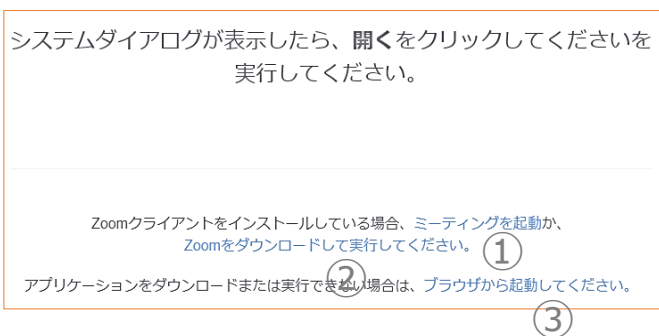 システムダイアログが表示したら、開くをクリックしてくださいを
実行してください。
Zoomクライアントをインストールしている場合、ミーティングを起動か、
Zoomをダウンロードして実行してください。
①
アプリケーションをダウンロードまたは実行できない場合は、ブラウザから起動してください。
②
③